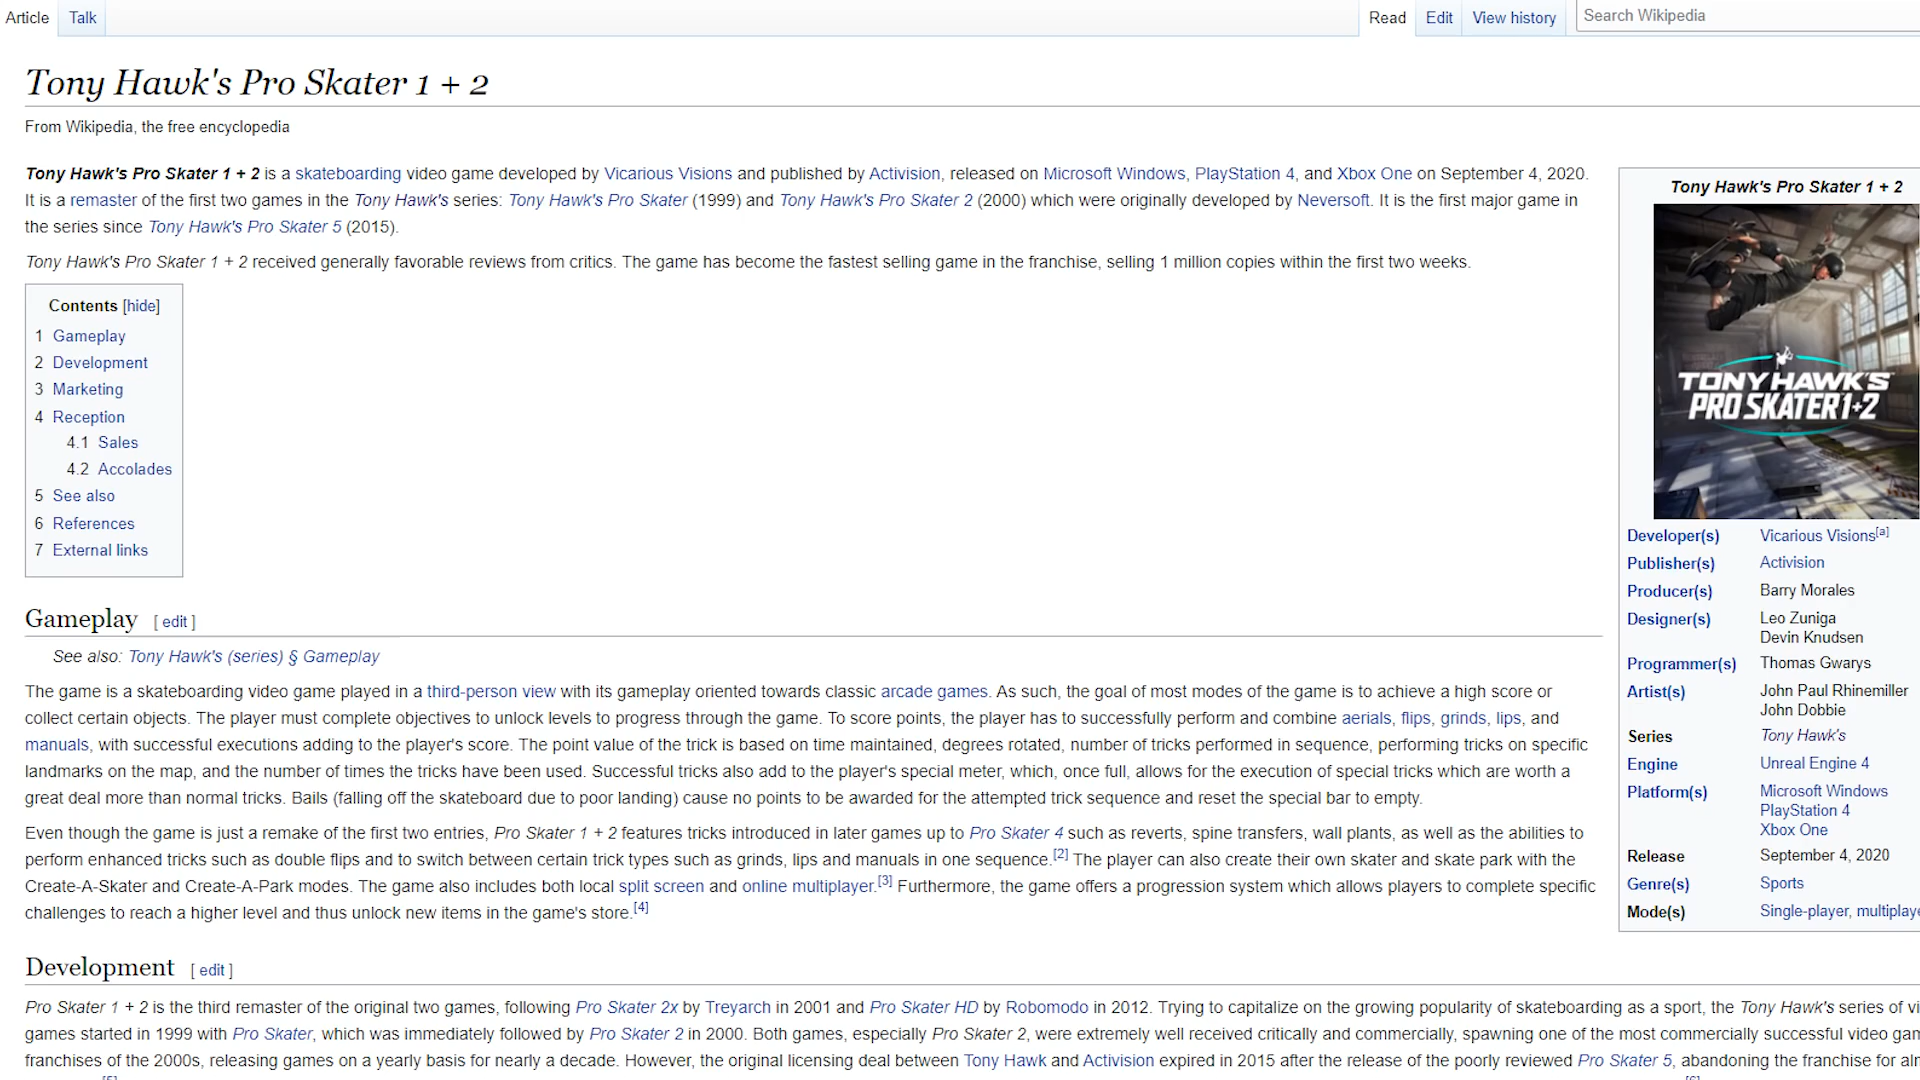 Article Talk Read Edit View history Search Wikipedia
Tony Hawk's Pro Skater 1 + 2
From Wikipedia, the free encyclopedia
Tony Hawk's Pro Skater 1 + 2 is a skateboarding video game developed by Vicarious Visions and published by Activision, released on Microsoft Windows, PlayStation 4, and Xbox One on September 4, 2020.
It is a remaster of the first two games in the Tony Hawk's series: Tony Hawk's Pro Skater (1999) and Tony Hawk's Pro Skater 2 (2000) which were originally developed by Neversoft. It is the first major game in
the series since Tony Hawk's Pro Skater 5 (2015).
Tony Hawk's Pro Skater 1 + 2 received generally favorable reviews from critics. The game has become the fastest selling game in the franchise, selling 1 million copies within the first two weeks.
Contents [hide]
1 Gameplay
2 Development
3 Marketing
4 Reception
4.1 Sales
4.2 Accolades
5 See also
6 References
7 External links
Gameplay [ edit ]
See also: Tony Hawk's (series) § Gameplay
The game is a skateboarding video game played in a third-person view with its gameplay oriented towards classic arcade games. As such, the goal of most modes of the game is to achieve a high score or
collect certain objects. The player must complete objectives to unlock levels to progress through the game. To score points, the player has to successfully perform and combine aerials, flips, grinds, lips, and
manuals, with successful executions adding to the player's score. The point value of the trick is based on time maintained, degrees rotated, number of tricks performed in sequence, performing tricks on specific
landmarks on the map, and the number of times the tricks have been used. Successful tricks also add to the player's special meter, which, once full, allows for the execution of special tricks which are worth a
great deal more than normal tricks. Bails (falling off the skateboard due to poor landing) cause no points to be awarded for the attempted trick sequence and reset the special bar to empty.
Even though the game is just a remake of the first two entries, Pro Skater 1 + 2 features tricks introduced in later games up to Pro Skater 4 such as reverts, spine transfers, wall plants, as well as the abilities to
perform enhanced tricks such as double flips and to switch between certain trick types such as grinds, lips and manuals in one sequence.[2] The player can also create their own skater and skate park with the
Create-A-Skater and Create-A-Park modes. The game also includes both local split screen and online multiplayer.[3] Furthermore, the game offers a progression system which allows players to complete specific
challenges to reach a higher level and thus unlock new items in the game's store.[4]
Development [ edit ]
Pro Skater 1 + 2 is the third remaster of the original two games, following Pro Skater 2x by Treyarch in 2001 and Pro Skater HD by Robomodo in 2012. Trying to capitalize on the growing popularity of skateboarding as a sport, the Tony Hawk's series of vi
games started in 1999 with Pro Skater, which was immediately followed by Pro Skater 2 in 2000. Both games, especially Pro Skater 2, were extremely well received critically and commercially, spawning one of the most commercially successful video gam
franchises of the 2000s, releasing games on a yearly basis for nearly a decade. However, the original licensing deal between Tony Hawk and Activision expired in 2015 after the release of the poorly reviewed Pro Skater 5, abandoning the franchise for alm
Tony Hawk's Pro Skater 1 + 2
TONY HAWK'S
PRO SKATER 1+2
Developer(s) Vicarious Visions[a]
Publisher(s) Activision
Producer(s) Barry Morales
Designer(s) Leo Zuniga
Devin Knudsen
Programmer(s) Thomas Gwarys
Artist(s) John Paul Rhinemiller
John Dobbie
Series Tony Hawk's
Engine Unreal Engine 4
Platform(s) Microsoft Windows
PlayStation 4
Xbox One
Release September 4, 2020
Genre(s) Sports
Mode(s) Single-player, multiplaye